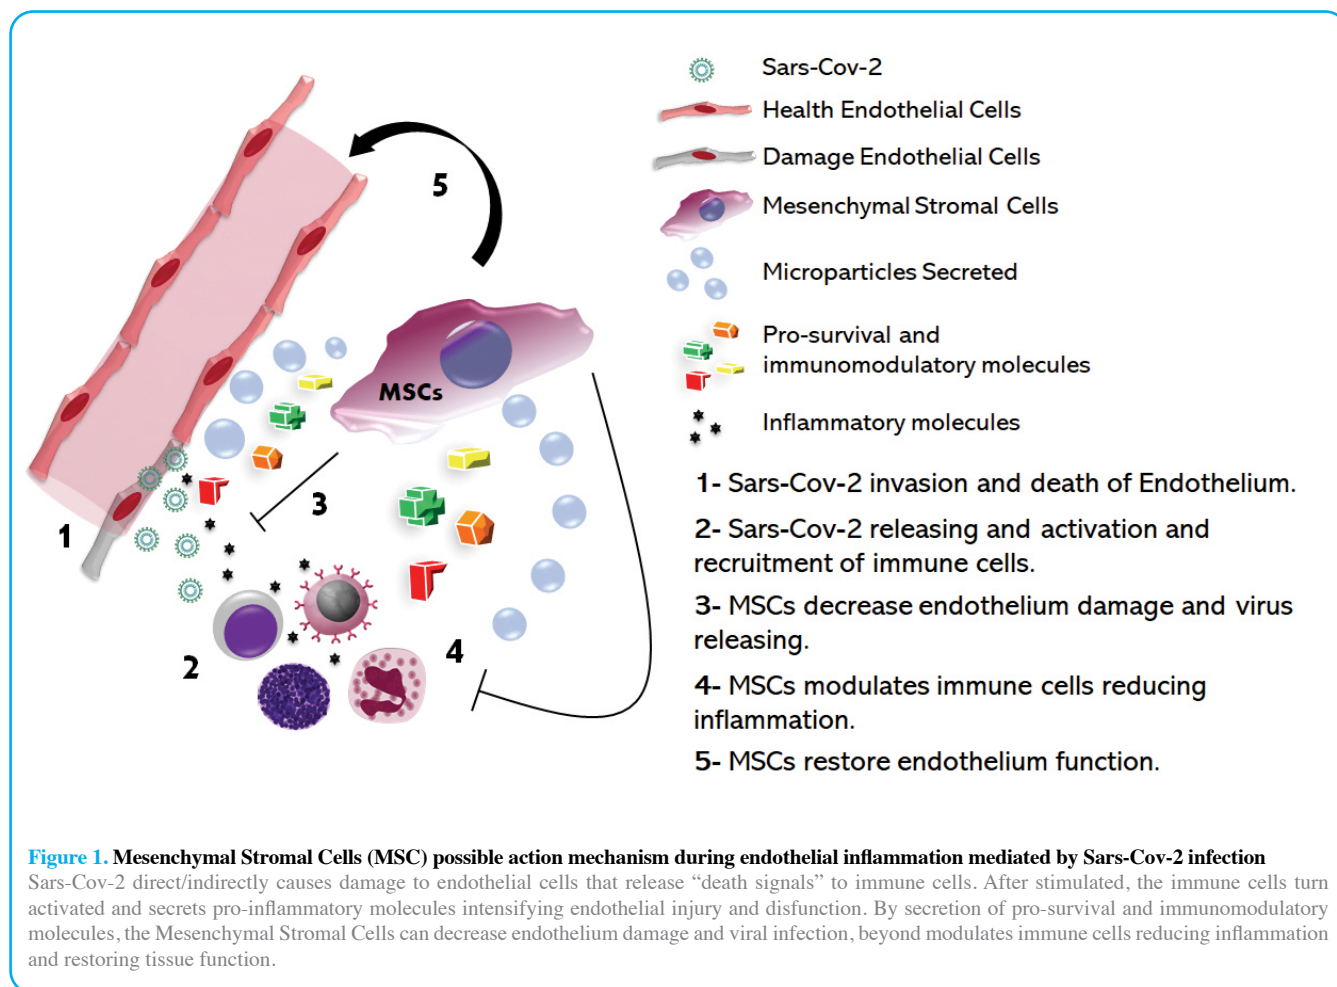 Sars-Cov-2
Health Endothelial Cells
Damage Endothelial Cells
Mesenchymal Stromal Cells
Microparticles Secreted
Pro-survival and
immunomodulatory molecules
Inflammatory molecules
5
MSCs
3
1
4
2
1- Sars-Cov-2 invasion and death of Endothelium.
2- Sars-Cov-2 releasing and activation and
recruitment of immune cells.
3- MSCs decrease endothelium damage and virus
releasing.
4- MSCs modulates immune cells reducing
inflammation.
5- MSCs restore endothelium function.
Figure 1. Mesenchymal Stromal Cells (MSC) possible action mechanism during endothelial inflammation mediated by Sars-Cov-2 infection
Sars-Cov-2 direct/indirectly causes damage to endothelial cells that release “death signals” to immune cells. After stimulated, the immune cells turn
activated and secrets pro-inflammatory molecules intensifying endothelial injury and disfunction. By secretion of pro-survival and immunomodulatory
molecules, the Mesenchymal Stromal Cells can decrease endothelium damage and viral infection, beyond modulates immune cells reducing inflammation
and restoring tissue function.